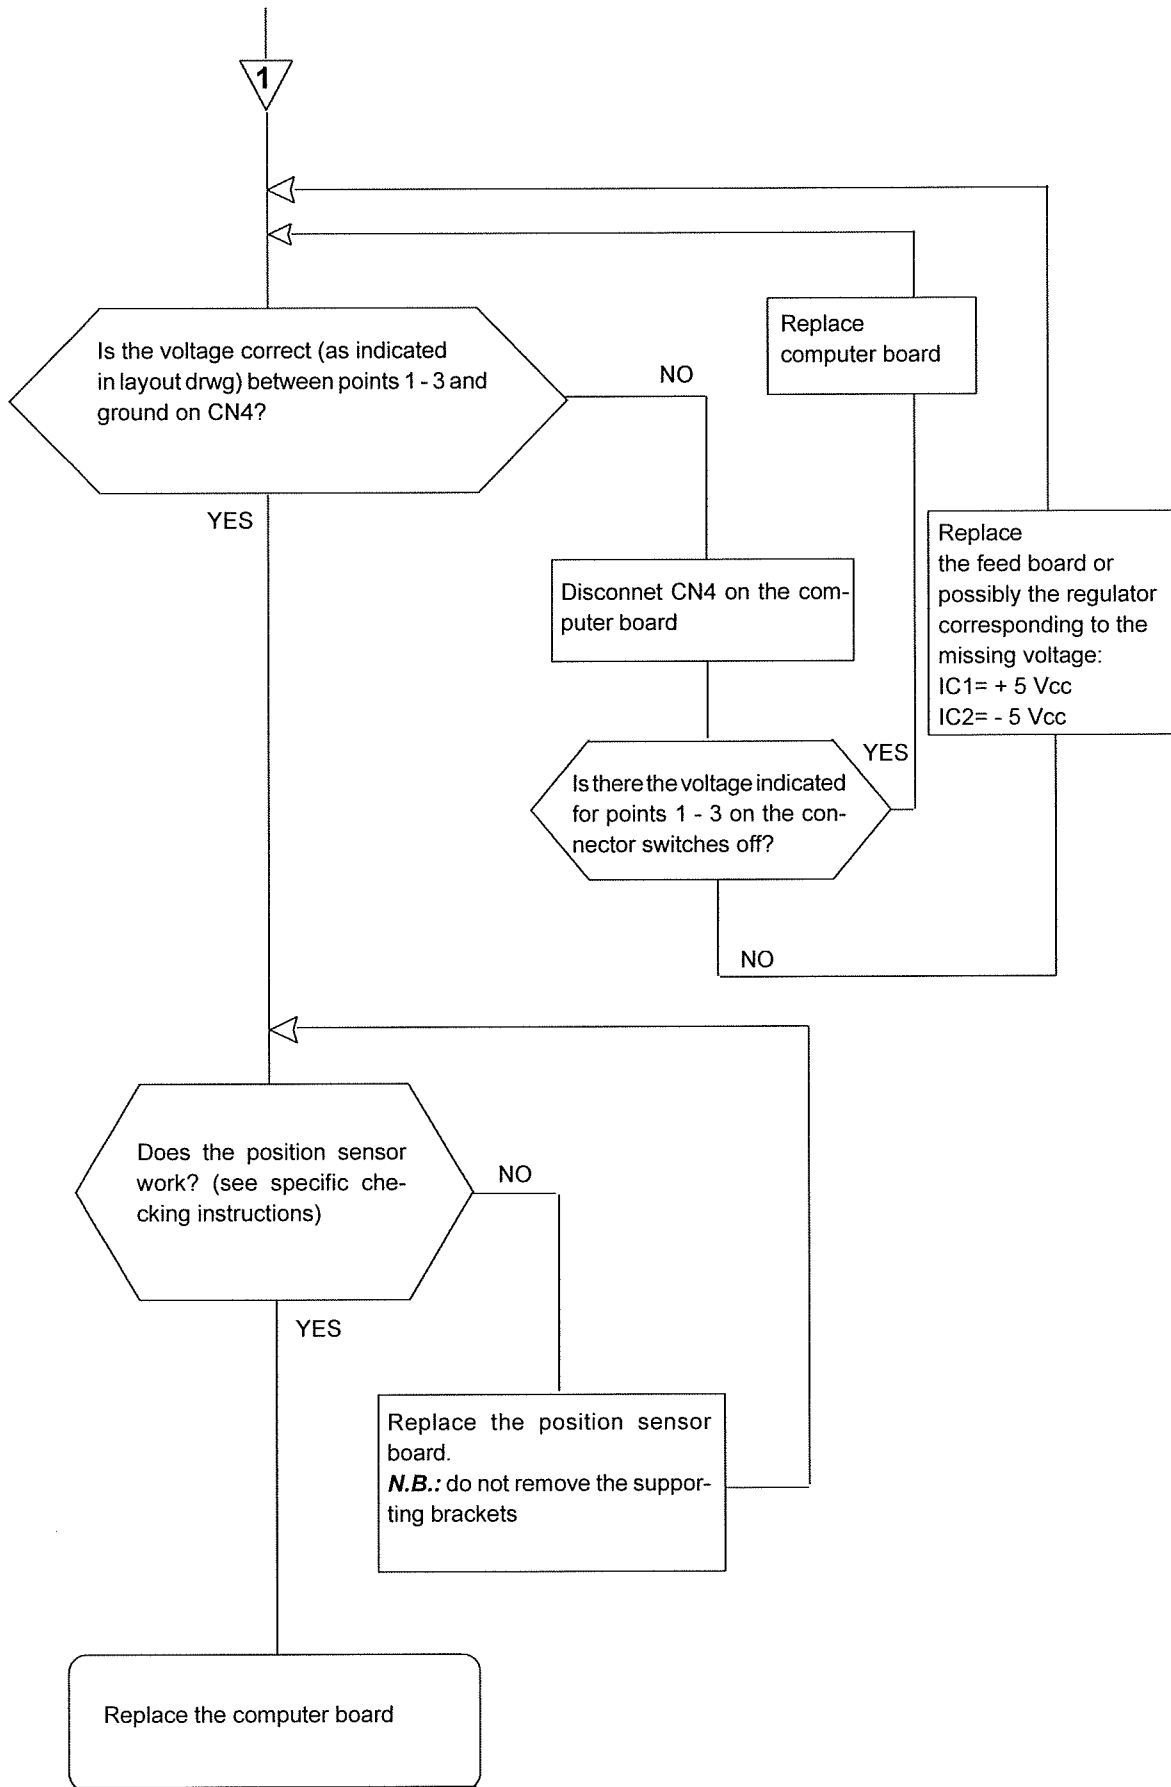 1
Is the voltage correct (as indicated
in layout drwg) between points 1 - 3 and
ground on CN4?
NO
YES
Replace
computer board
Replace
the feed board or
possibly the regulator
corresponding to the
missing voltage:
IC1= + 5 Vcc
IC2= - 5 Vcc
Disconnet CN4 on the com-
puter board
YES
Is there the voltage indicated
for points 1 - 3 on the con-
nector switches off?
NO
Does the position sensor
work? (see specific che-
cking instructions)
NO
YES
Replace the position sensor
board.
N.B.: do not remove the suppor-
ting brackets
Replace the computer board